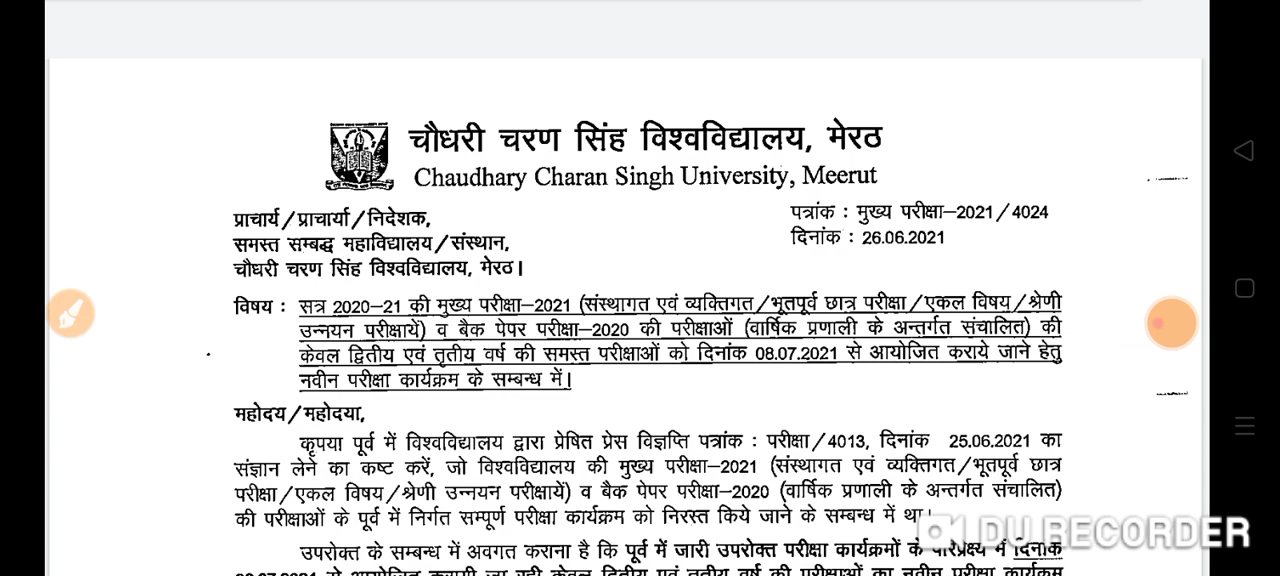 चौधरी चरण सिंह विश्वविद्यालय, मेरठ
Chaudhary Charan Singh University, Meerut
प्राचार्य/प्राचार्या/निदेशक,
समस्त सम्बद्ध महाविद्यालय/संस्थान,
चौधरी चरण सिंह विश्वविद्यालय, मेरठ।
पत्रांक : मुख्य परीक्षा-2021/4024
दिनांक : 26.06.2021
विषय : सत्र 2020-21 की मुख्य परीक्षा-2021 (संस्थागत एवं व्यक्तिगत/भूतपूर्व छात्र परीक्षा/एकल विषय/श्रेणी
उन्नयन परीक्षायें) व बैक पेपर परीक्षा-2020 की परीक्षाओं (वार्षिक प्रणाली के अन्तर्गत संचालित) की
केवल द्वितीय एवं तृतीय वर्ष की समस्त परीक्षाओं को दिनांक 08.07.2021 से आयोजित कराये जाने हेतु
नवीन परीक्षा कार्यक्रम के सम्बन्ध में।
महोदय/महोदया,
कृपया पूर्व में विश्वविद्यालय द्वारा प्रेषित प्रेस विज्ञप्ति पत्रांक : परीक्षा/4013, दिनांक 25.06.2021 का
संज्ञान लेने का कष्ट करें, जो विश्वविद्यालय की मुख्य परीक्षा-2021 (संस्थागत एवं व्यक्तिगत/भूतपूर्व छात्र
परीक्षा/एकल विषय/श्रेणी उन्नयन परीक्षायें) व बैक पेपर परीक्षा-2020 (वार्षिक प्रणाली के अन्तर्गत संचालित)
की परीक्षाओं के पूर्व में निर्गत सम्पूर्ण परीक्षा कार्यक्रम को निरस्त किये जाने के सम्बन्ध में था।
उपरोक्त के सम्बन्ध में अवगत कराना है कि पूर्व में जारी उपरोक्त परीक्षा कार्यक्रमों के परिप्रेक्ष्य में दिनांक
DU RECORDER